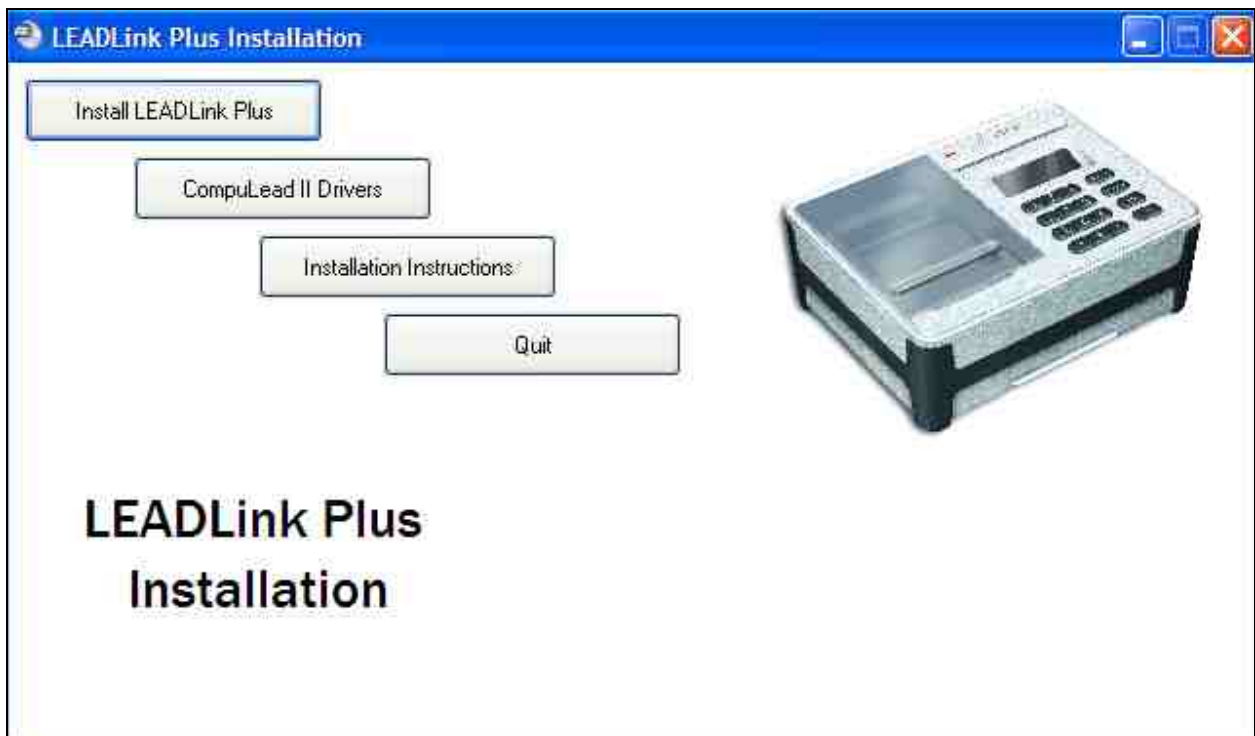 LEADLink Plus Installation
Install LEADLink Plus
CompuLead II Drivers
Installation Instructions
Quit
LEADLink Plus
Installation